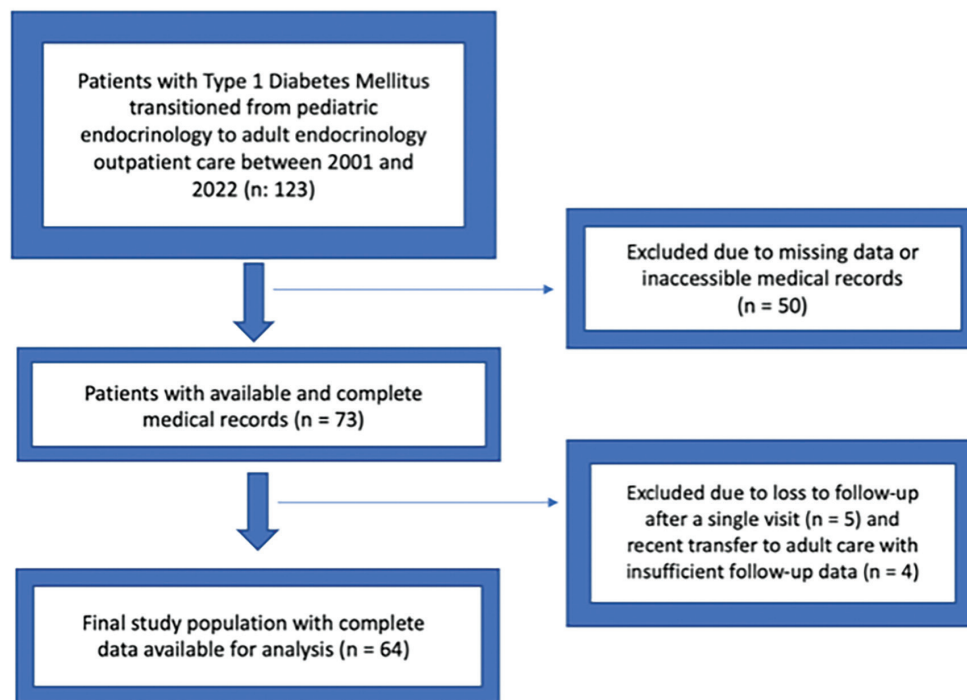 Patients with Type 1 Diabetes Mellitus
transitioned from pediatric
endocrinology to adult endocrinology
outpatient care between 2001 and
2022 (n: 123)
Excluded due to missing data or
inaccessible medical records
(n = 50)
Patients with available and complete
medical records (n = 73)
Excluded due to loss to follow-up
after a single visit (n = 5) and
recent transfer to adult care with
insufficient follow-up data (n = 4)
Final study population with complete
data available for analysis (n = 64)